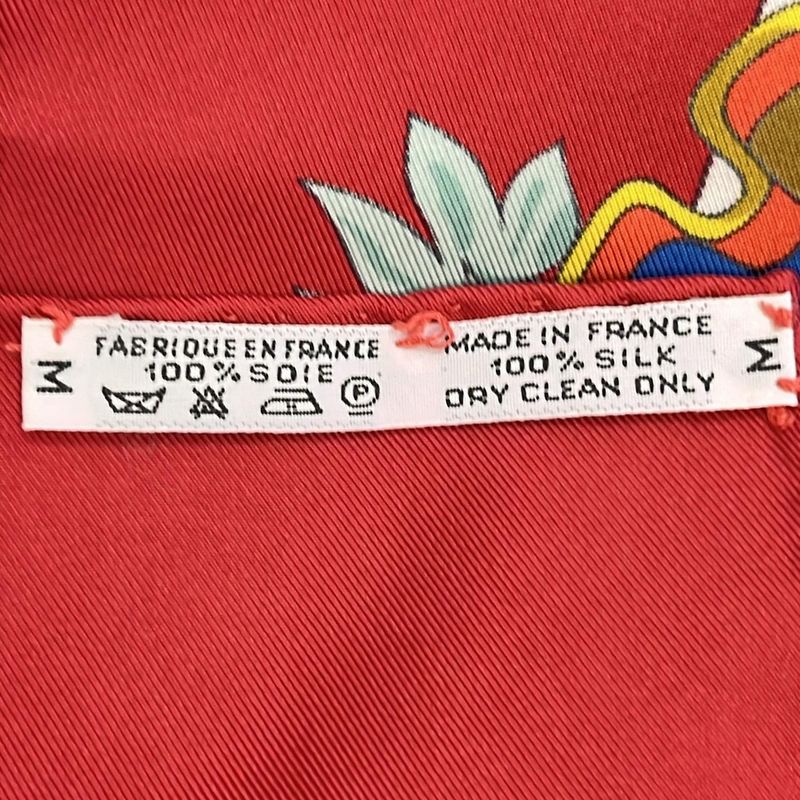 M
FABRIQUE EN FRANCE
100% SOIE
P
MADE IN FRANCE
100% SILK
DRY CLEAN ONLY
M